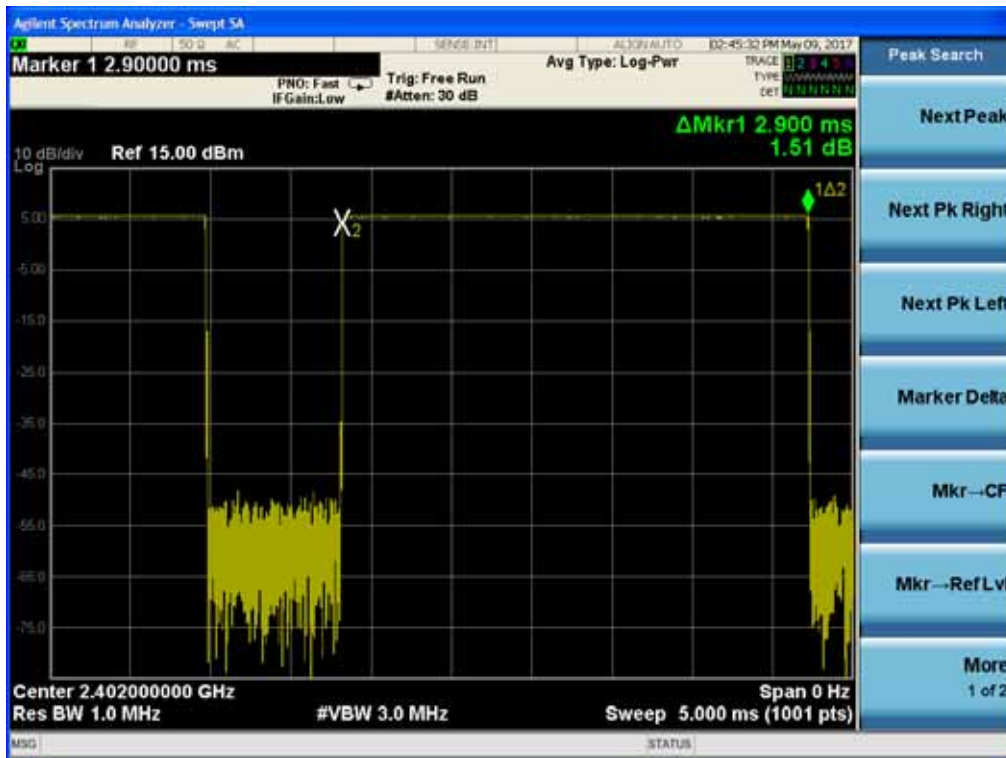 Agilent Spectrum Analyzer - Swept SA
RF 50 Ω AC SENSE:INT ALIGN AUTO 02:45:32 PM May 09, 2017
Marker 1 2.90000 ms
PNO: Fast
IFGain:Low
Trig: Free Run
#Atten: 30 dB
Avg Type: Log-Pwr
TRACE 1 2 3 4 5 6
TYPE
DET N N N N N N
Peak Search
Next Peak
Next Pk Right
Next Pk Left
Marker Delta
Mkr→CF
Mkr→Ref Lvl
More
1 of 2
ΔMkr1 2.900 ms
1.51 dB
10 dB/div Ref 15.00 dBm
Log
1Δ2
X2
5.00
-5.00
-15.0
-25.0
-35.0
-45.0
-55.0
-65.0
-75.0
Center 2.402000000 GHz Span 0 Hz
Res BW 1.0 MHz #VBW 3.0 MHz Sweep 5.000 ms (1001 pts)
MSG STATUS